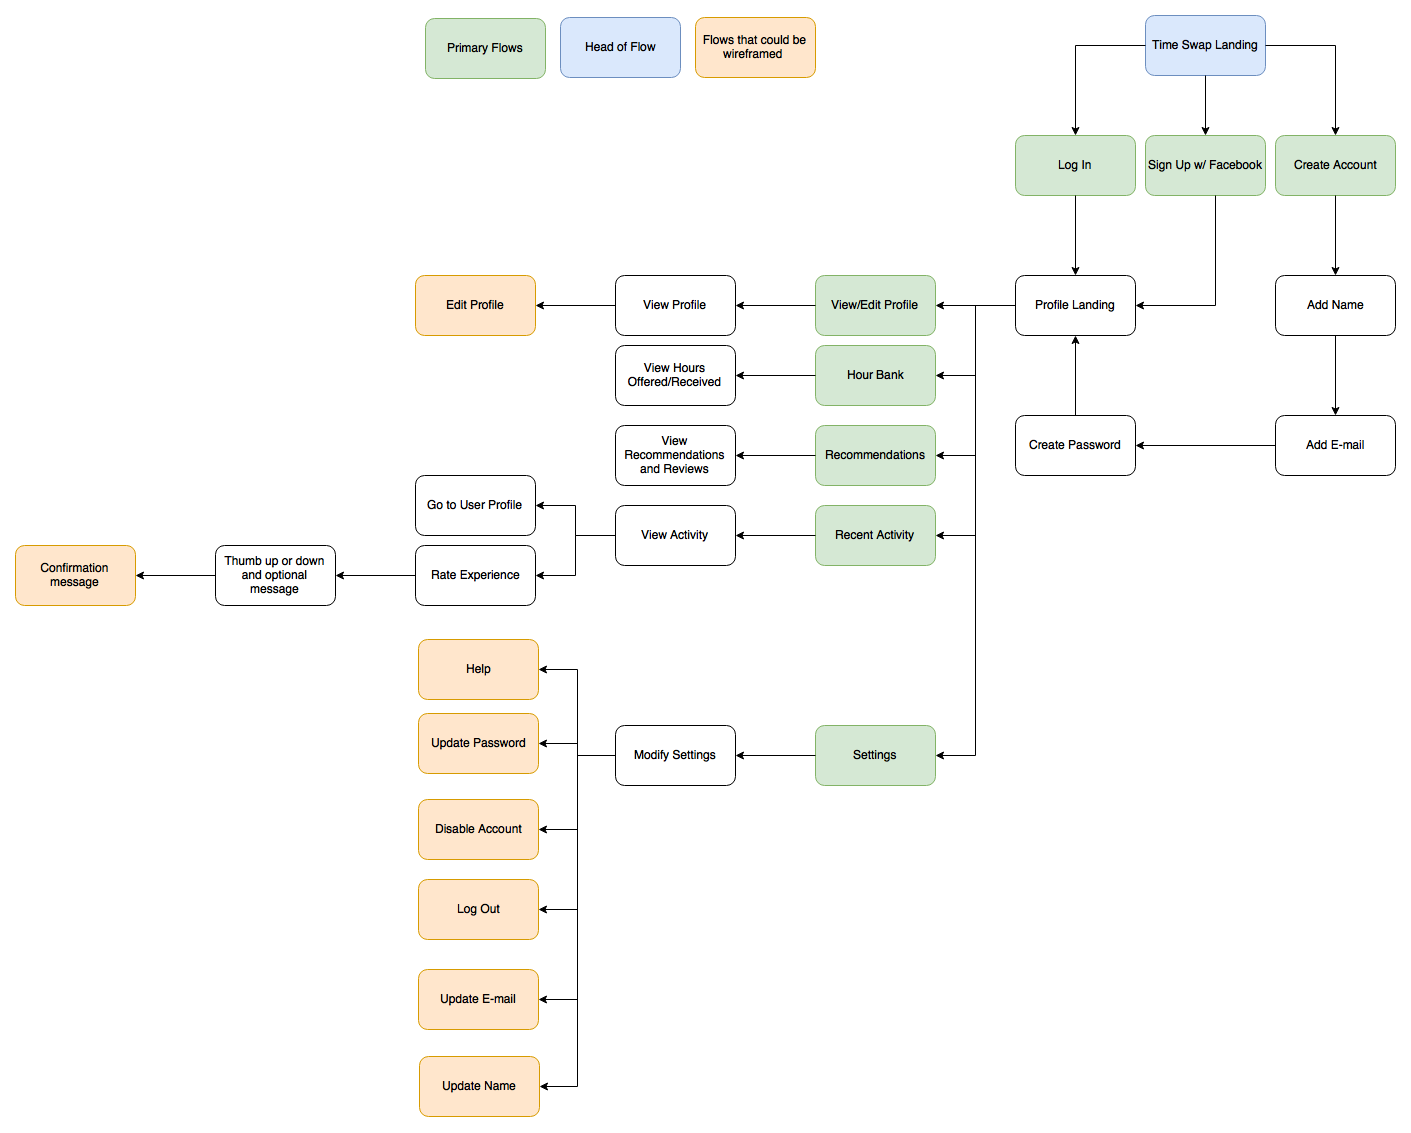 Primary Flows
Head of Flow
Flows that could be
wireframed
Time Swap Landing
Log In
Sign Up w/ Facebook
Create Account
Edit Profile
View Profile
View/Edit Profile
Profile Landing
Add Name
View Hours
Offered/Received
Hour Bank
View
Recommendations
and Reviews
Recommendations
Create Password
Add E-mail
Go to User Profile
View Activity
Recent Activity
Confirmation
message
Thumb up or down
and optional
message
Rate Experience
Help
Update Password
Modify Settings
Settings
Disable Account
Log Out
Update E-mail
Update Name